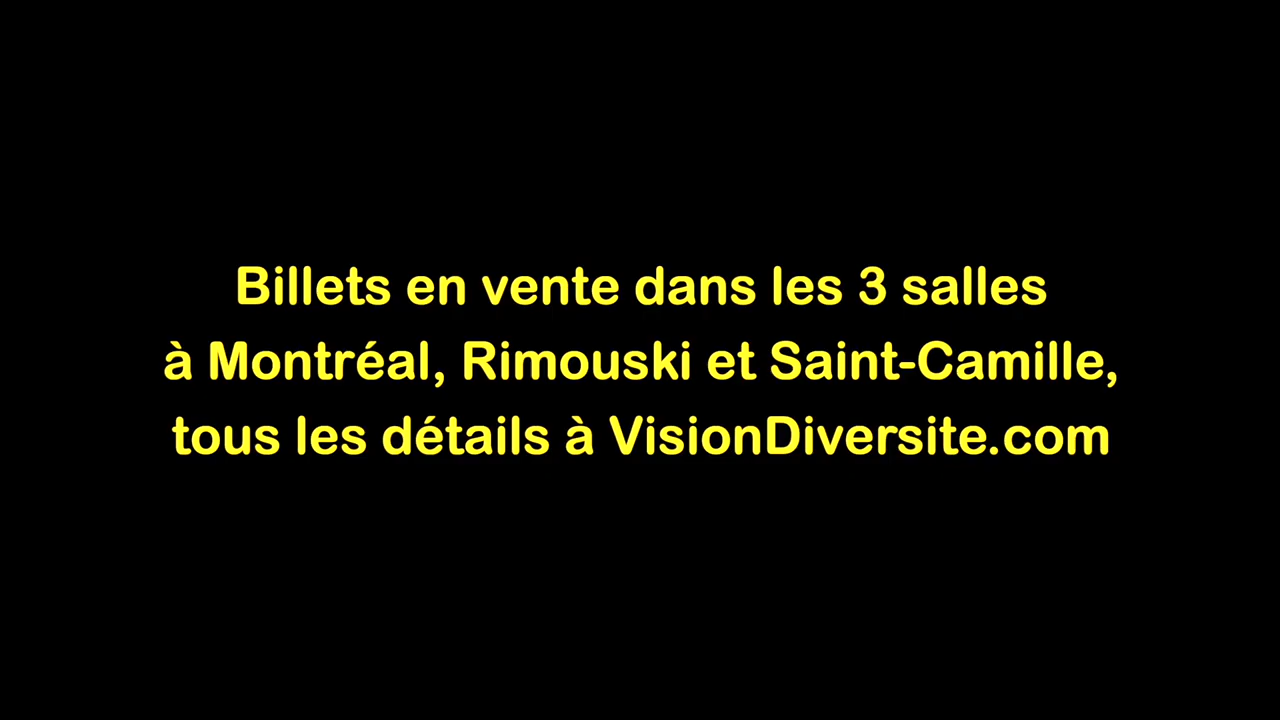 Billets en vente dans les 3 salles
à Montréal, Rimouski et Saint-Camille,
tous les détails à VisionDiversite.com